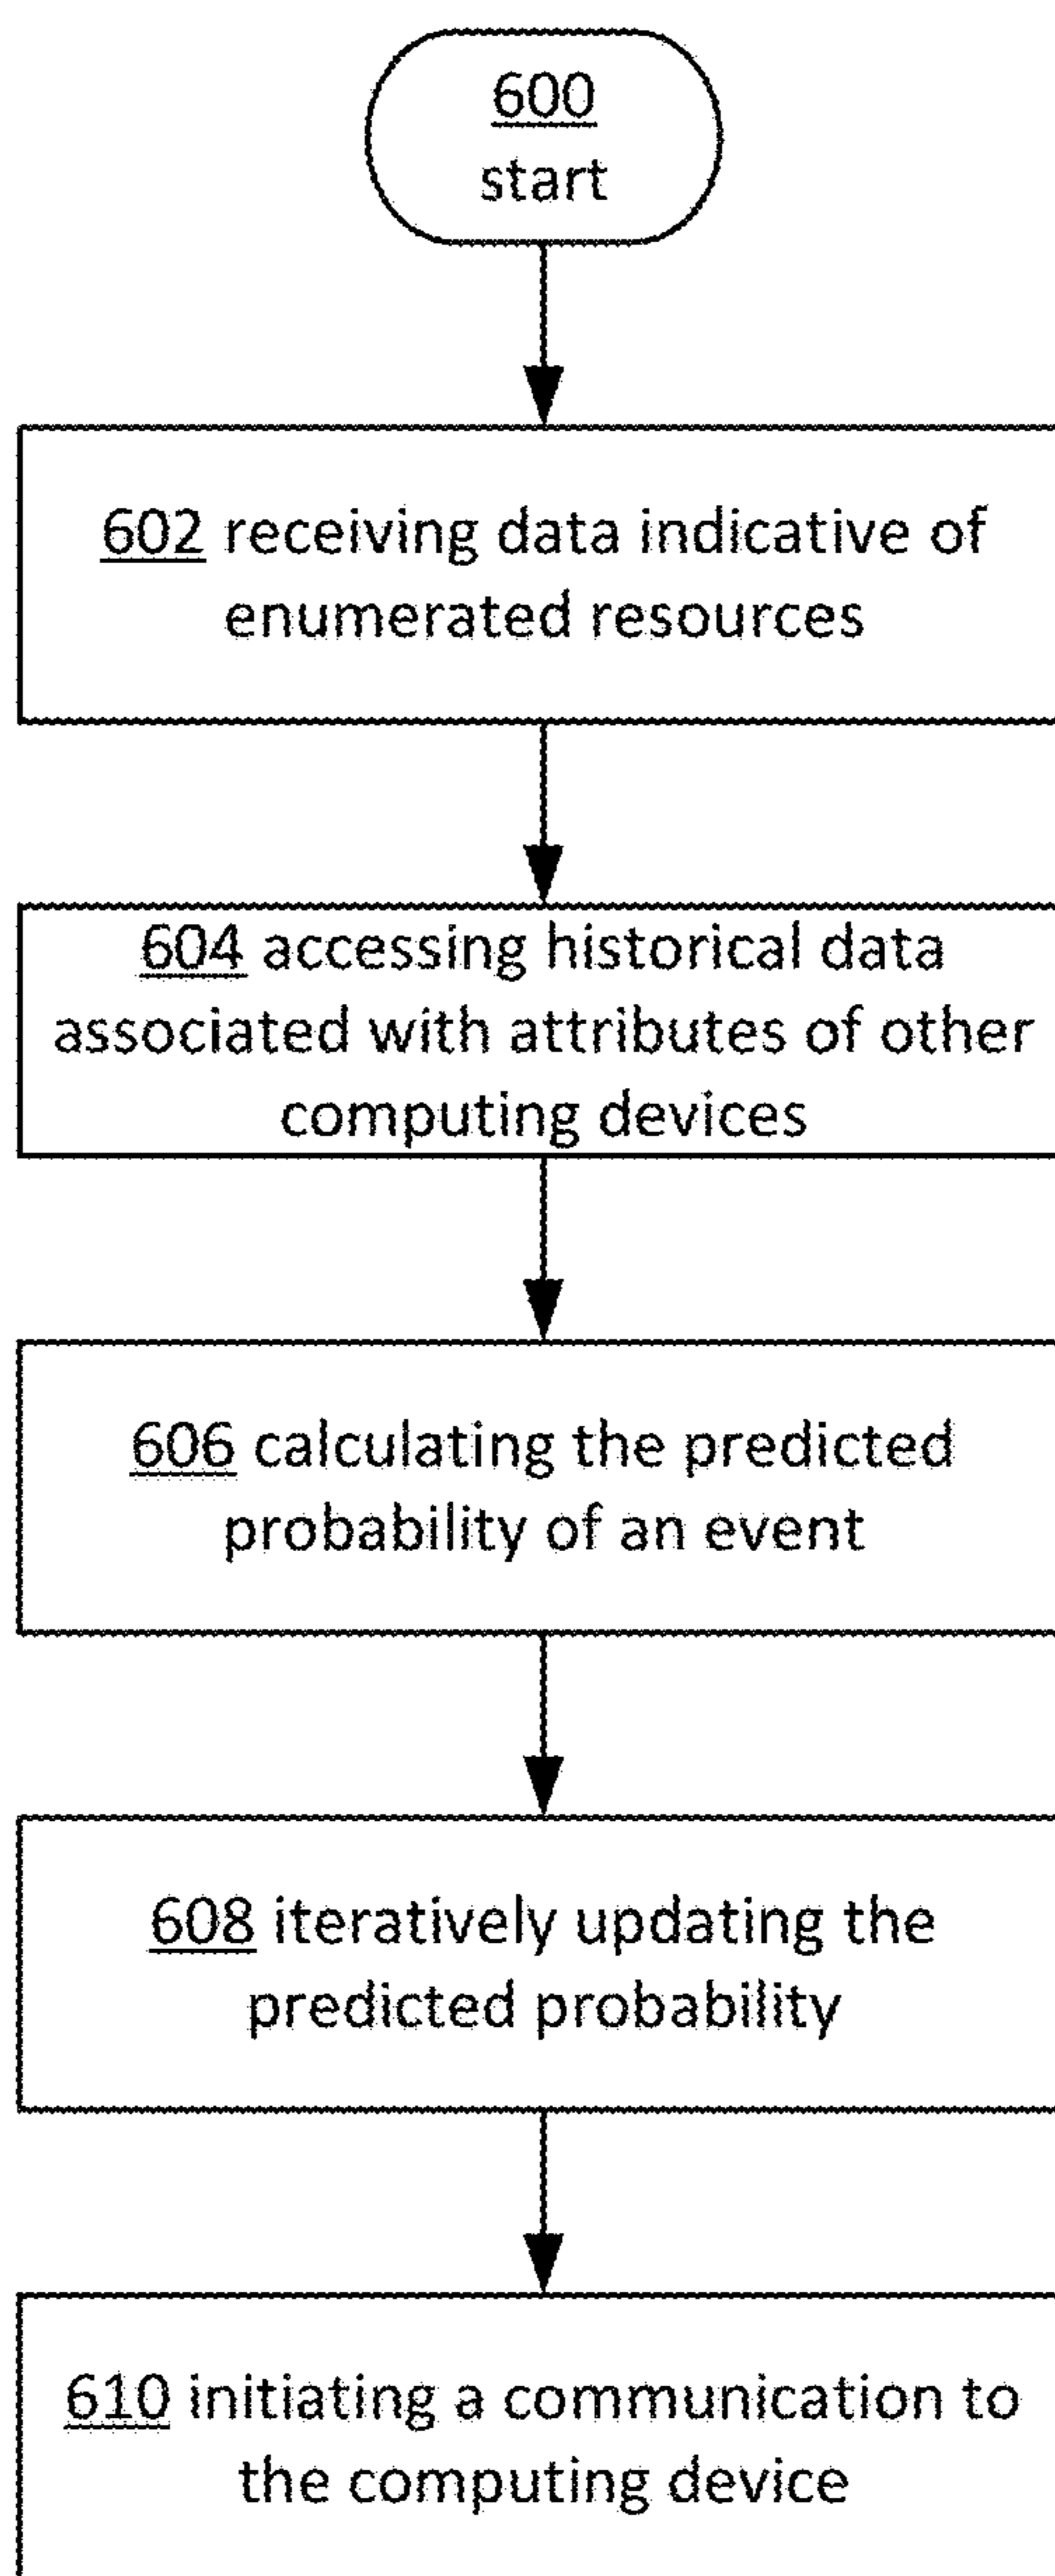 600
start
602 receiving data indicative of
enumerated resources
604 accessing historical data
associated with attributes of other
computing devices
606 calculating the predicted
probability of an event
608 iteratively updating the
predicted probability
610 initiating a communication to
the computing device